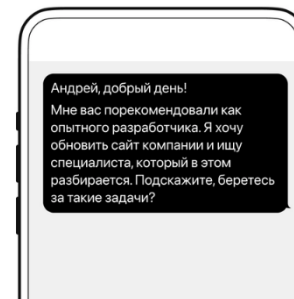 Андрей, добрый день!
Мне вас порекомендовали как
опытного разработчика. Я хочу
обновить сайт компании и ищу
специалиста, который в этом
разбирается. Подскажите, беретесь
за такие задачи?